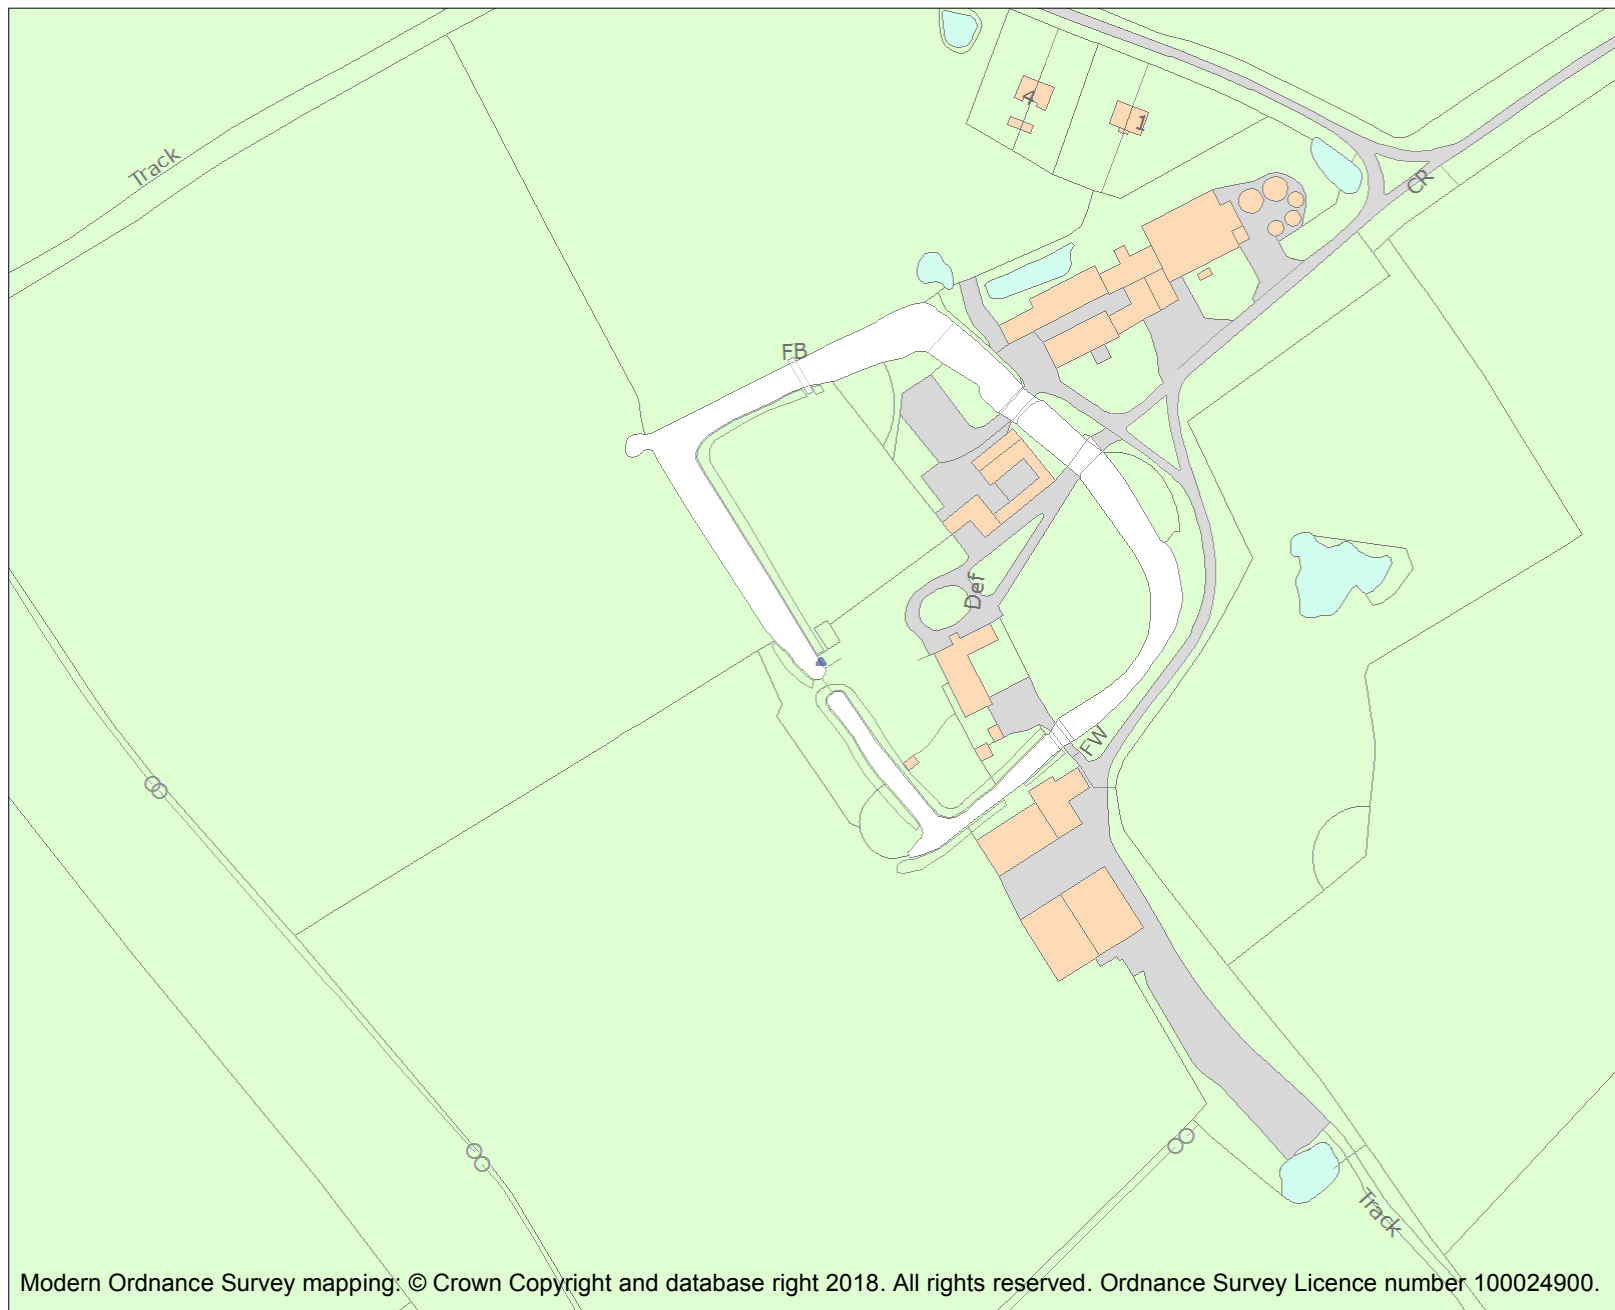 4
1
Track
CR
FB
Def
FW
Track
Modern Ordnance Survey mapping: © Crown Copyright and database right 2018. All rights reserved. Ordnance Survey Licence number 100024900.